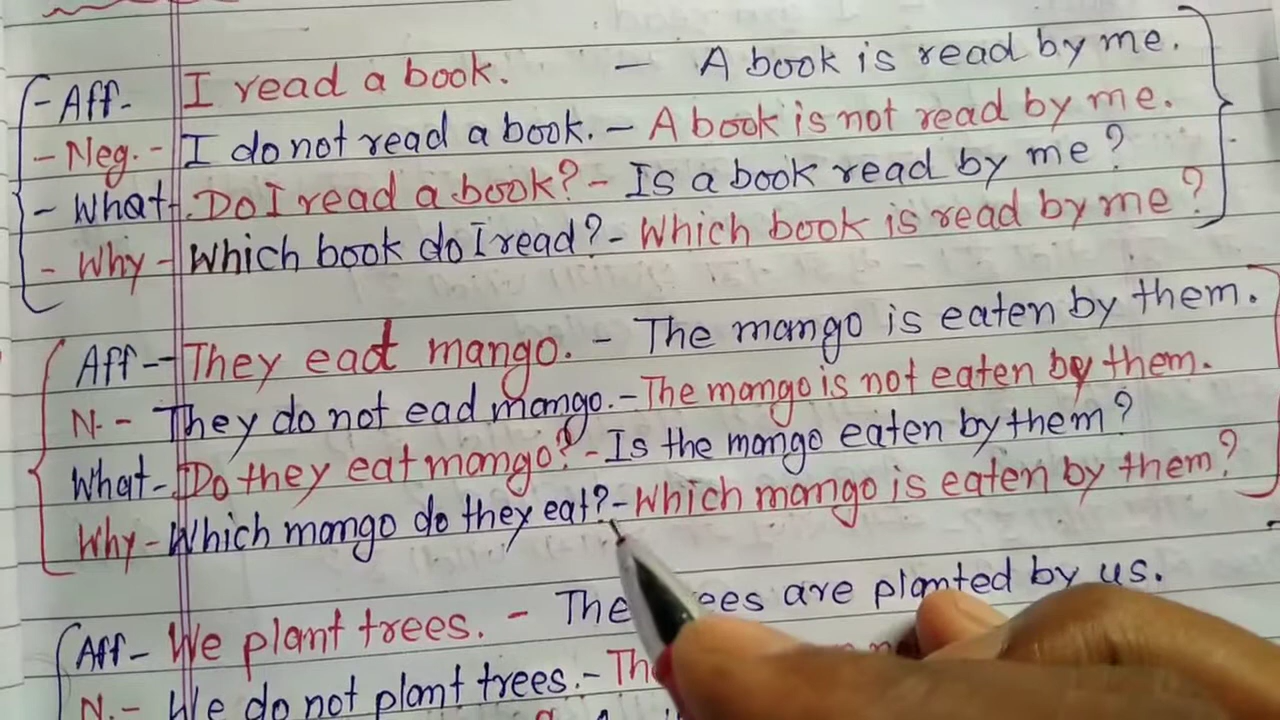 - Aff- I read a book. - A book is read by me.
- Neg. - I do not read a book. - A book is not read by me.
- What - Do I read a book? - Is a book read by me?
- Why - Which book do I read? - Which book is read by me?
Aff - They eat mango. - The mango is eaten by them.
N. - They do not ead mango. - The mango is not eaten by them.
What - Do they eat mango? - Is the mango eaten by them?
Why - Which mango do they eat? - Which mango is eaten by them?
Aff - We plant trees. - The are planted by us.
N. - We do not plant trees. -